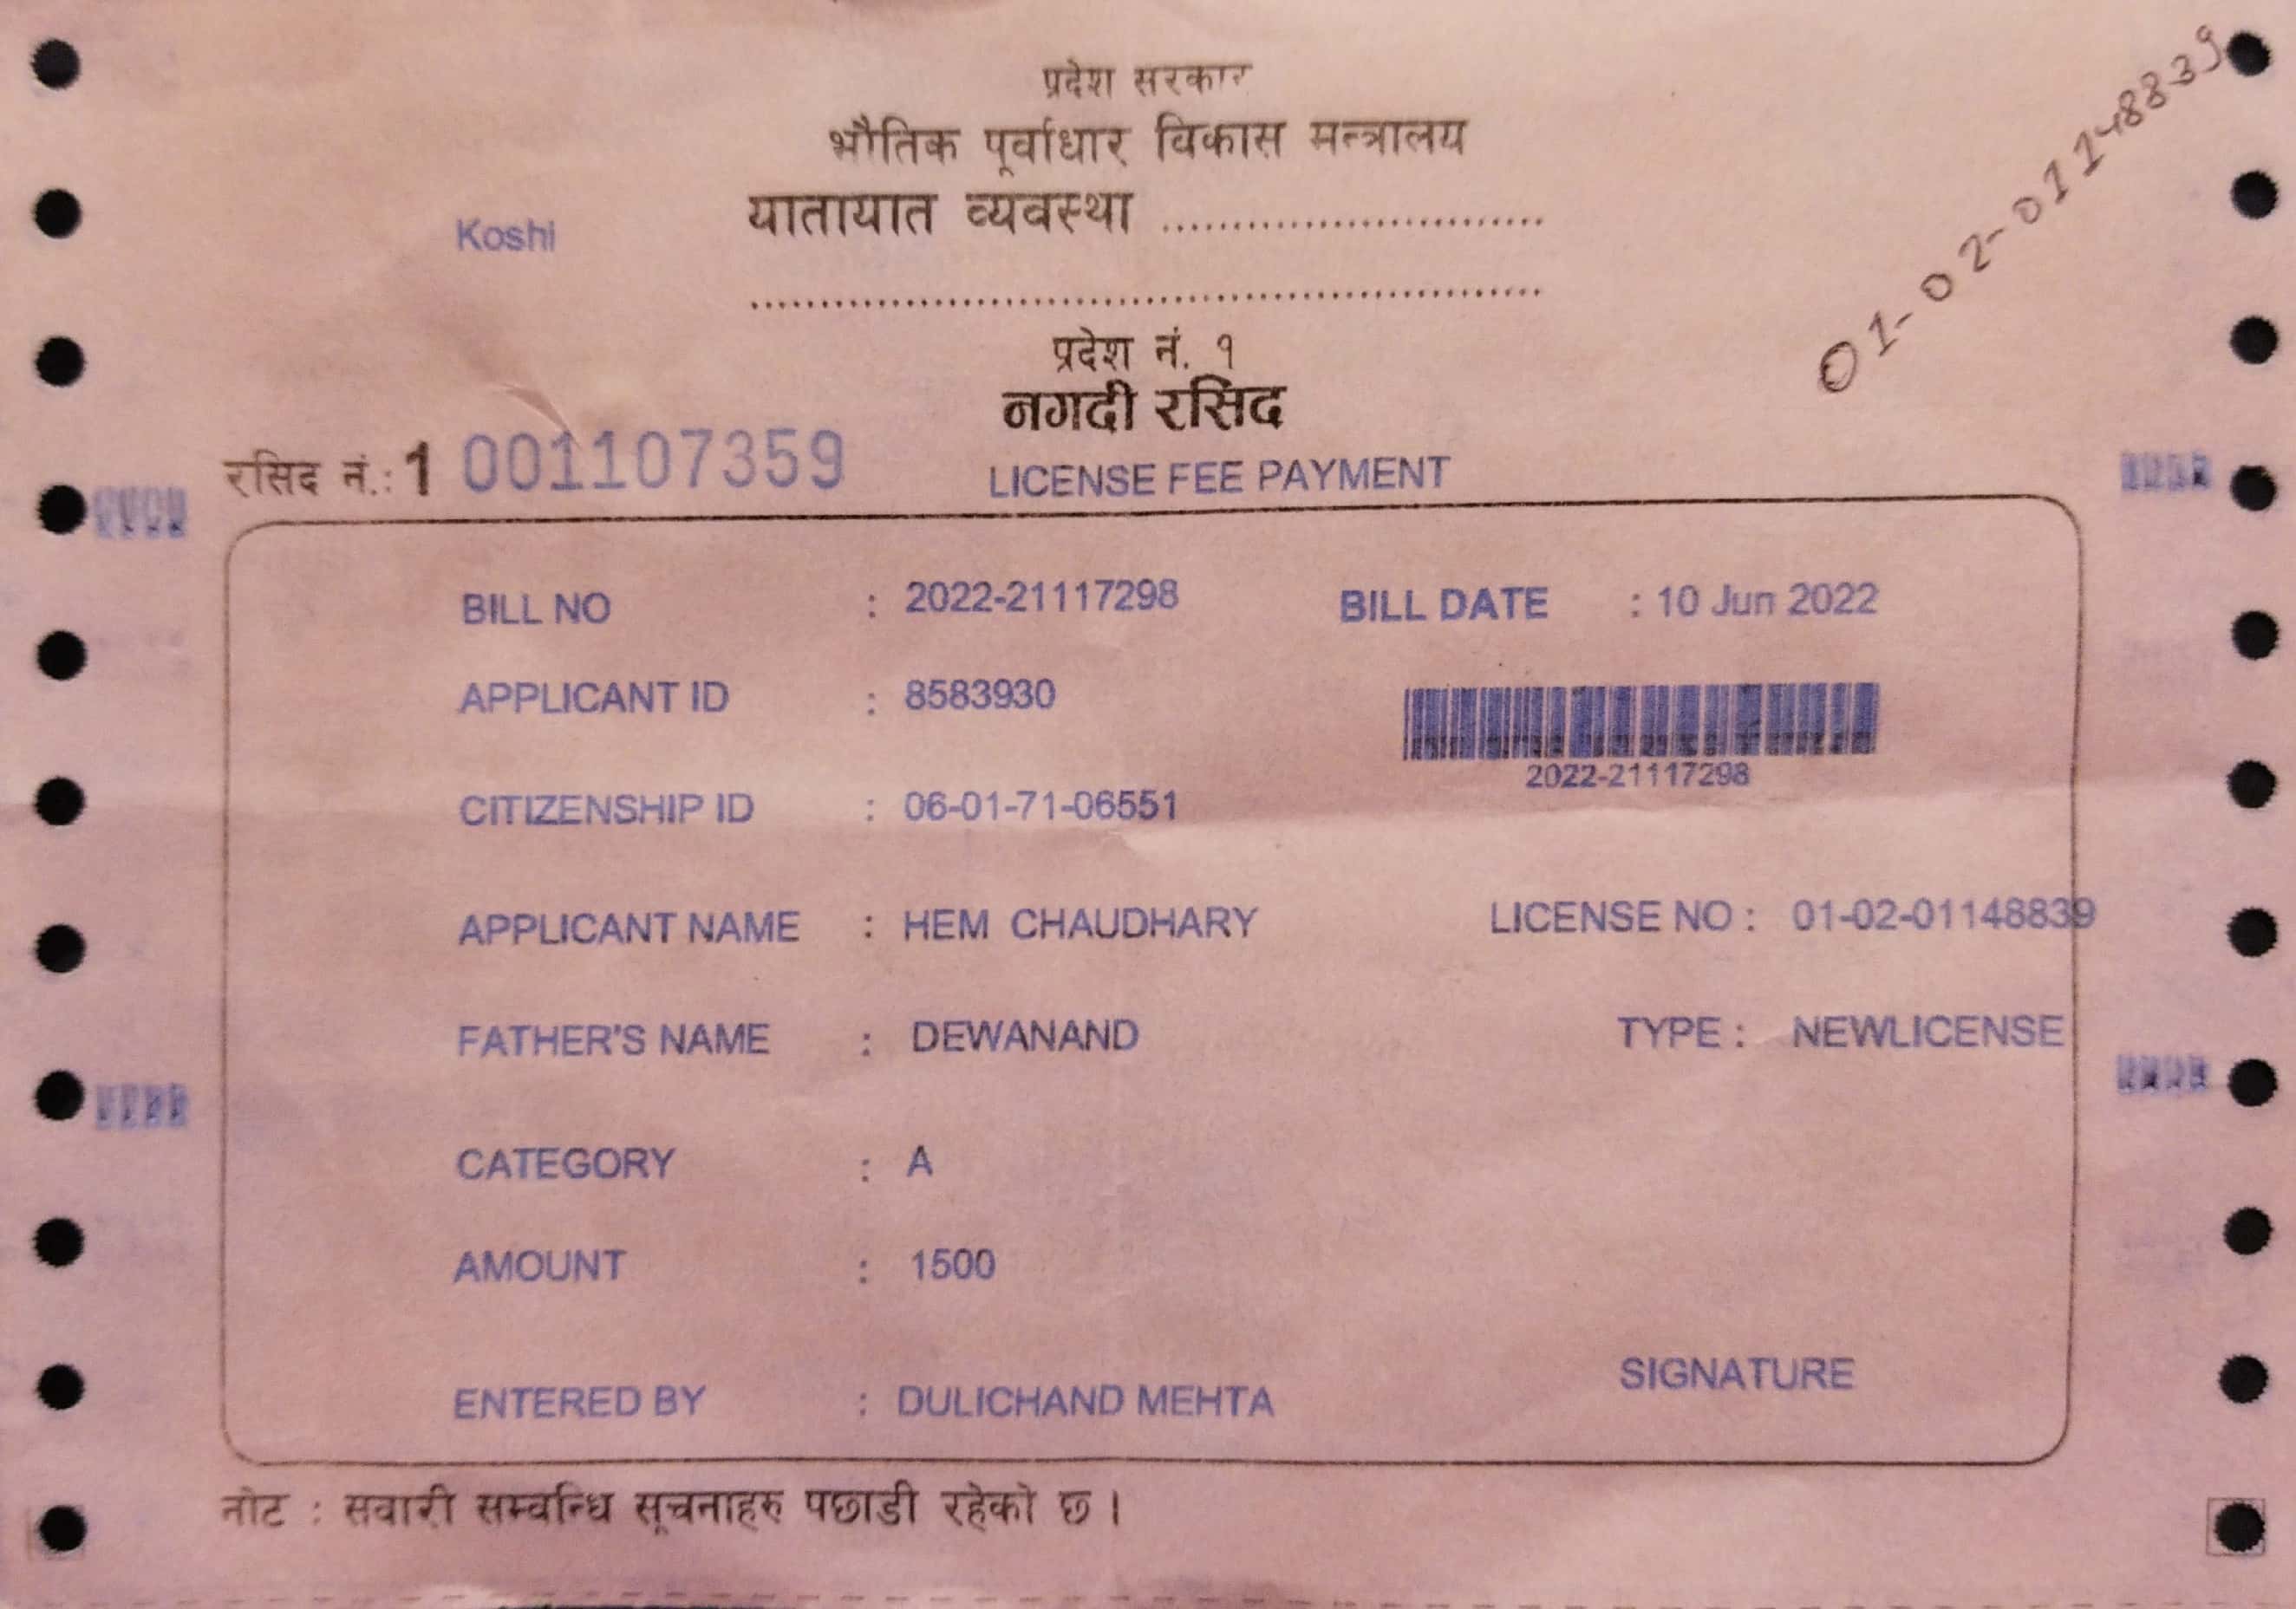 प्रदेश सरकार
भौतिक पूर्वाधार विकास मन्त्रालय
Koshi यातायात व्यवस्था ............................
..........................................................
01-02-01148839
प्रदेश नं. १
नगदी रसिद
रसिद नं.: 1 001107359 LICENSE FEE PAYMENT
BILL NO : 2022-21117298 BILL DATE : 10 Jun 2022
APPLICANT ID : 8583930
2022-21117298
CITIZENSHIP ID : 06-01-71-06551
APPLICANT NAME : HEM CHAUDHARY LICENSE NO : 01-02-01148839
FATHER'S NAME : DEWANAND TYPE : NEWLICENSE
CATEGORY : A
AMOUNT : 1500
SIGNATURE
ENTERED BY : DULICHAND MEHTA
नोट : सवारी सम्वन्धि सूचनाहरु पछाडी रहेको छ ।